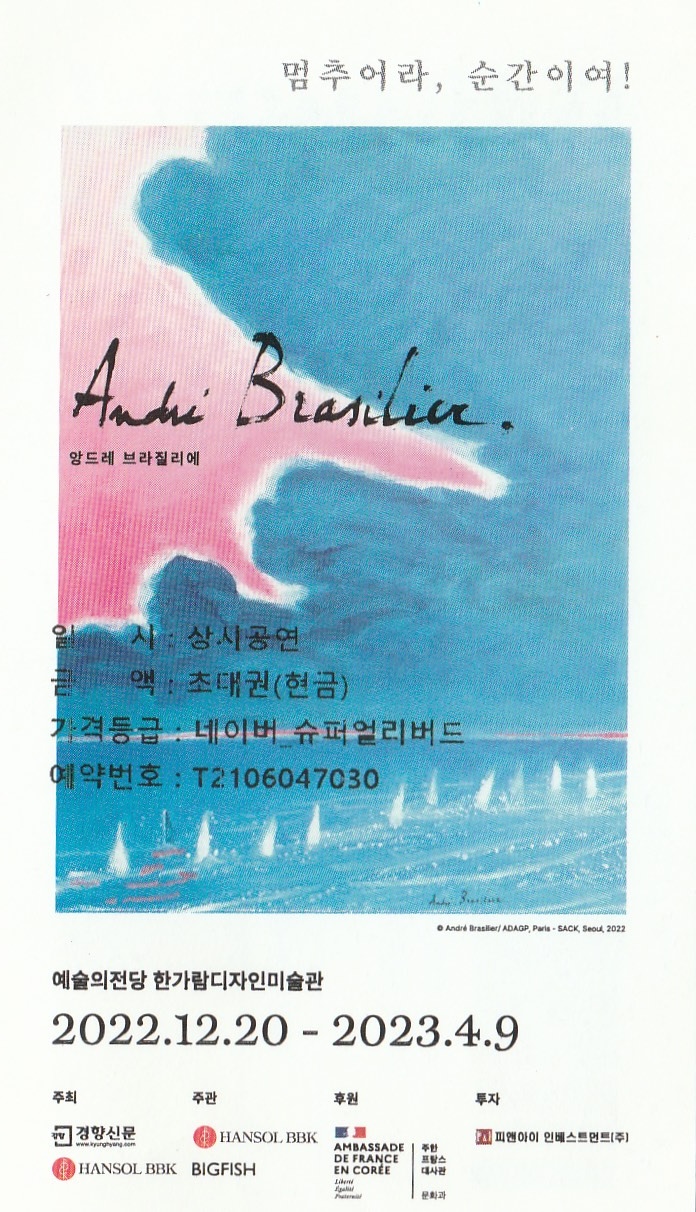 멈추어라, 순간이여!
André Brasilier.
앙드레 브라질리에
일 시 : 상시공연
금 액 : 초대권(현금)
가격등급 : 네이버_슈퍼얼리버드
예약번호 : T2106047030
André Brasilier
© André Brasilier/ ADAGP, Paris - SACK, Seoul, 2022
예술의전당 한가람디자인미술관
2022.12.20 - 2023.4.9
주최
경향신문
www.kyunghyang.com
HANSOL BBK
주관
HANSOL BBK
BIGFISH
후원
AMBASSADE
DE FRANCE
EN CORÉE
Liberté
Égalité
Fraternité
주한
프랑스
대사관
문화과
투자
피앤아이 인베스트먼트(주)